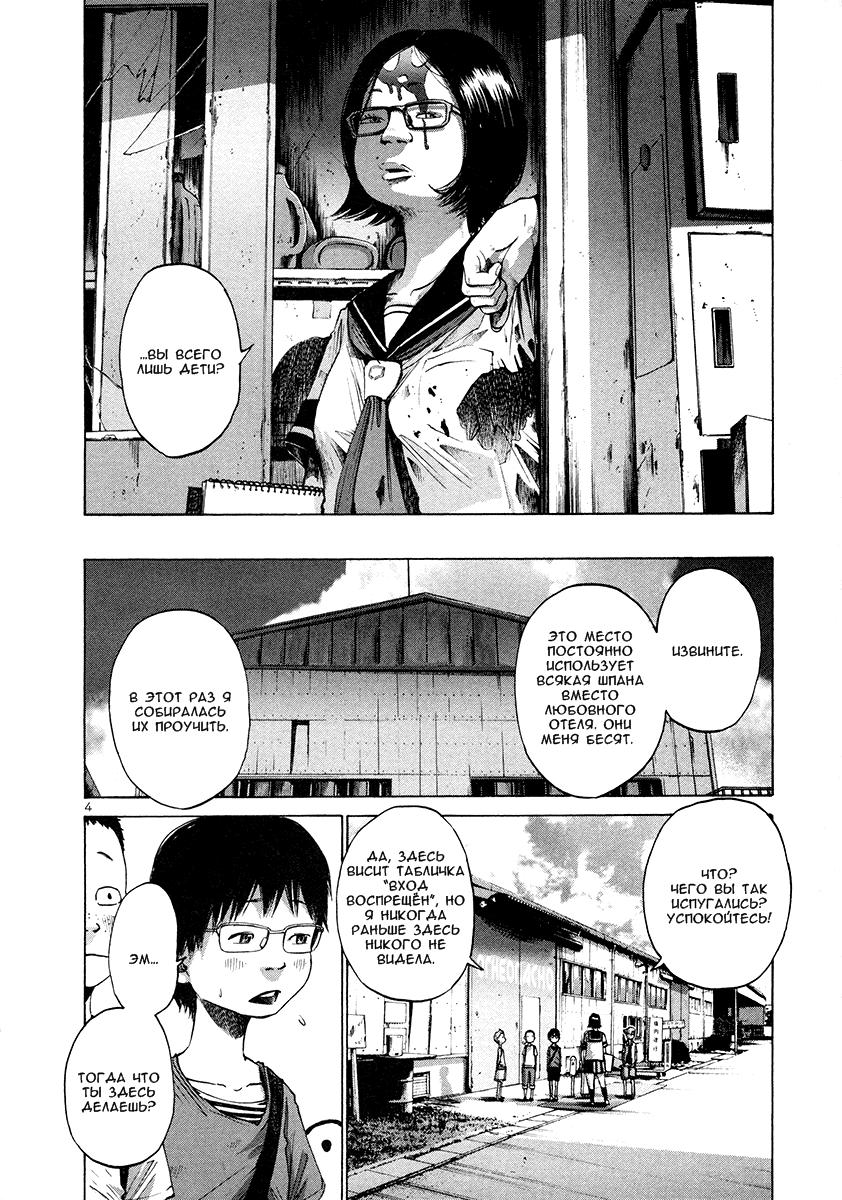 ...ВЫ ВСЕГО
ЛИШЬ ДЕТИ?
ИЗВИНИТЕ.
ЭТО МЕСТО
ПОСТОЯННО
ИСПОЛЬЗУЕТ
ВСЯКАЯ ШПАНА
ВМЕСТО
ЛЮБОВНОГО
ОТЕЛЯ. ОНИ
МЕНЯ БЕСЯТ.
В ЭТОТ РАЗ Я
СОБИРАЛАСЬ
ИХ ПРОУЧИТЬ.
4
ЧТО?
ЧЕГО ВЫ ТАК
ИСПУГАЛИСЬ?
УСПОКОЙТЕСЬ!
ДА, ЗДЕСЬ
ВИСИТ ТАБЛИЧКА
"ВХОД
ВОСПРЕЩЁН", НО
Я НИКОГДА
РАНЬШЕ ЗДЕСЬ
НИКОГО НЕ
ВИДЕЛА.
ЭМ...
ТОГДА ЧТО
ТЫ ЗДЕСЬ
ДЕЛАЕШЬ?